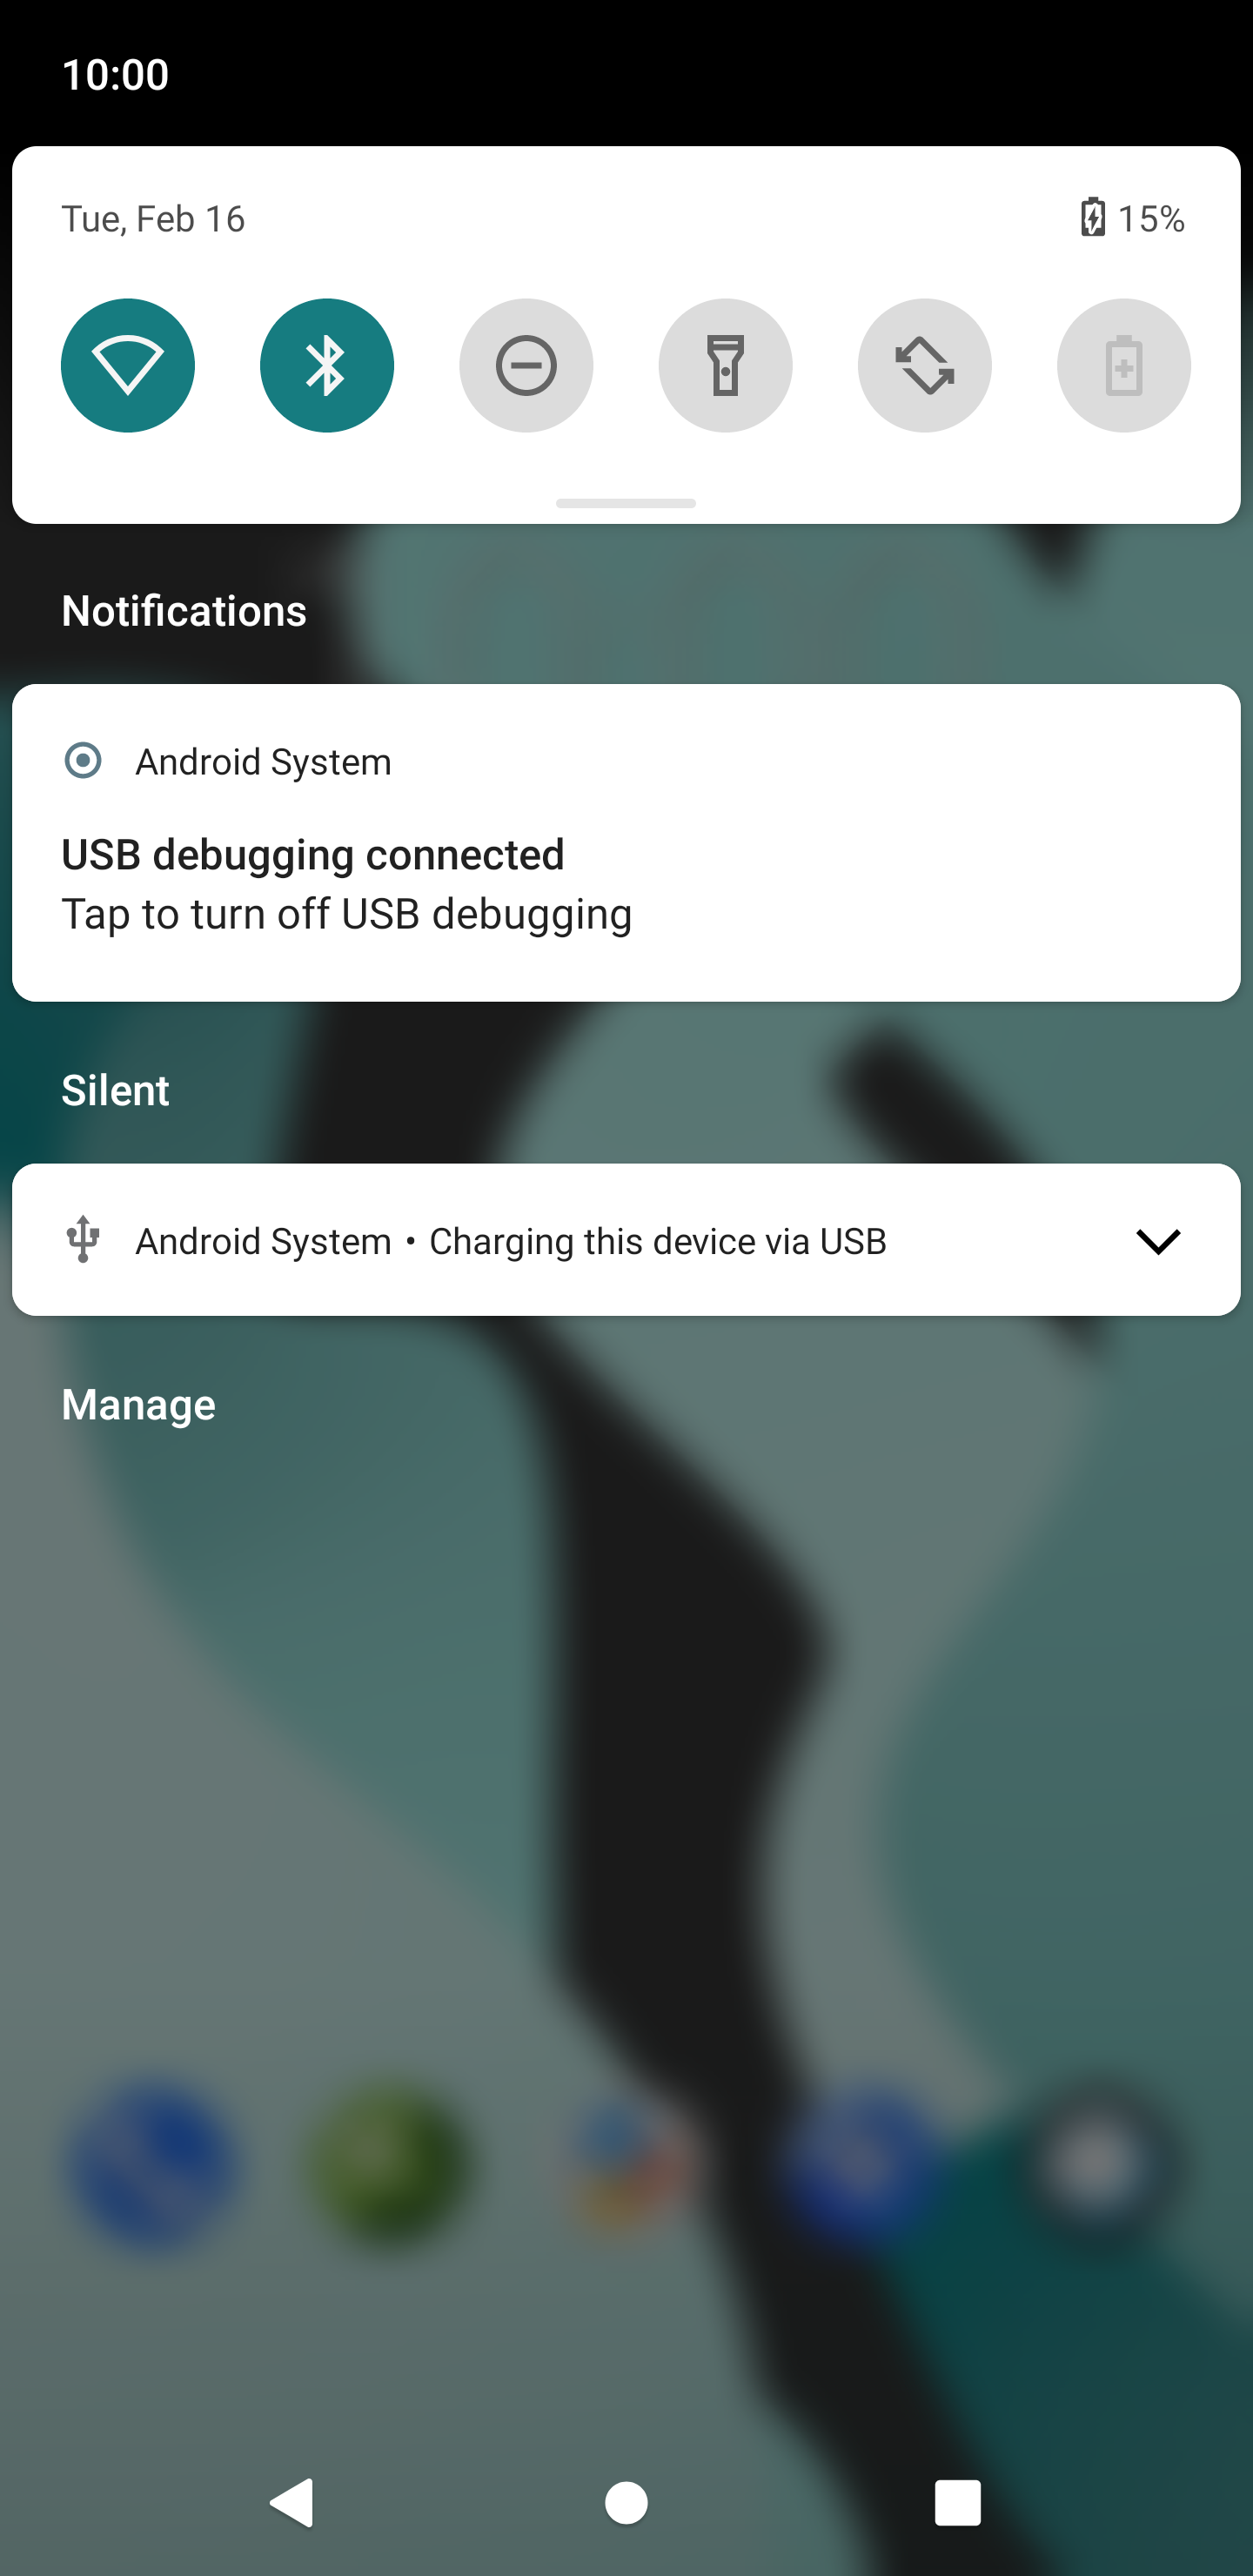 10:00
Tue, Feb 16
15%
Notifications
Android System
USB debugging connected
Tap to turn off USB debugging
Silent
Android System • Charging this device via USB
Manage